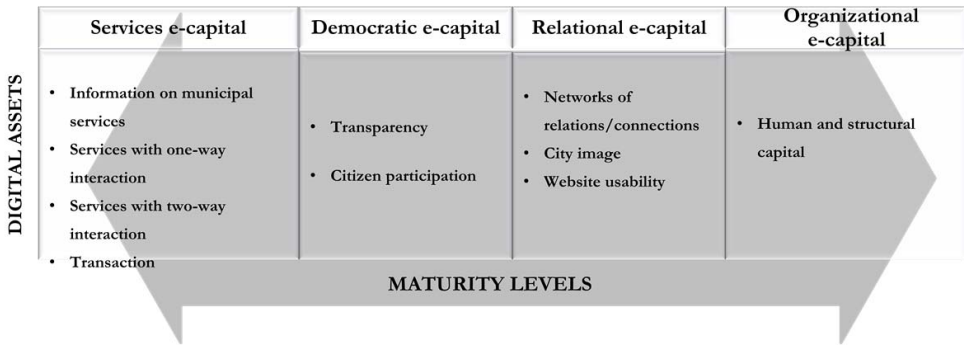 Services e-capital
Democratic e-capital
Relational e-capital
Organizational
e-capital
DIGITAL ASSETS
• Information on municipal
services
• Services with one-way
interaction
• Services with two-way
interaction
• Transaction
• Transparency
• Citizen participation
• Networks of
relations/connections
• City image
• Website usability
• Human and structural
capital
MATURITY LEVELS